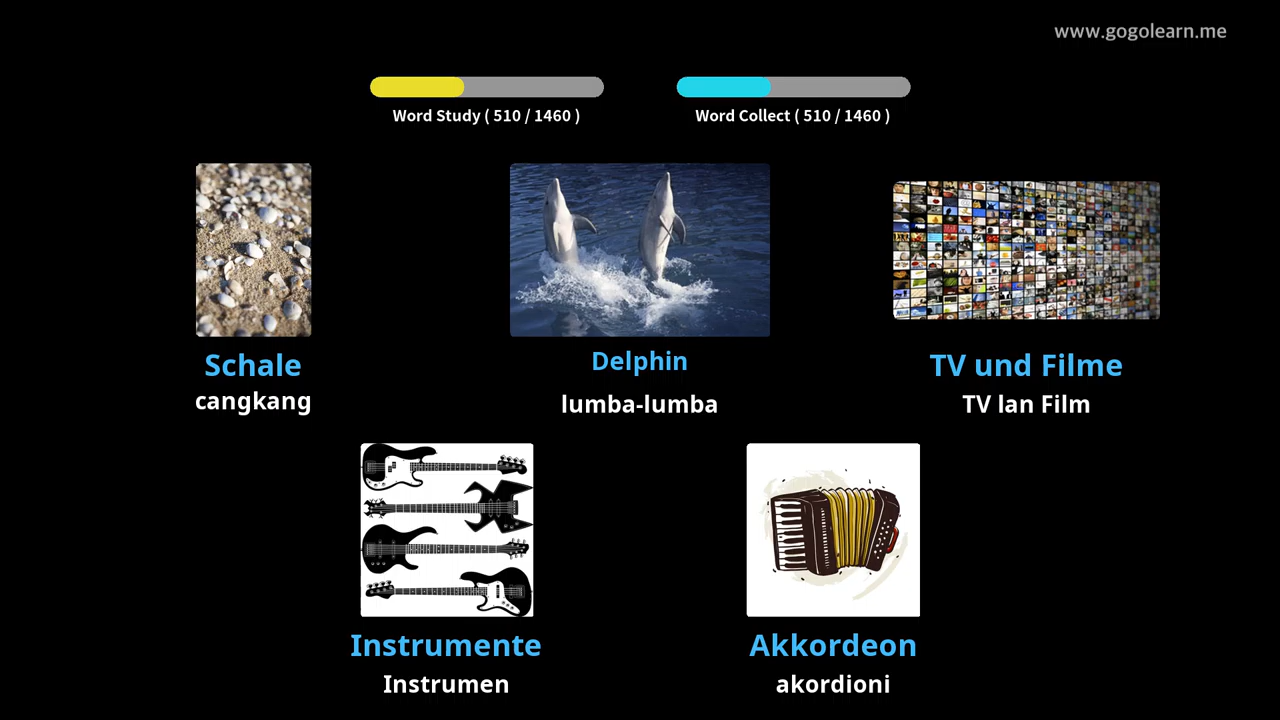 www.gogolearn.me
Word Study ( 510 / 1460 )
Word Collect ( 510 / 1460 )
Schale
cangkang
Delphin
lumba-lumba
TV und Filme
TV lan Film
Instrumente
Instrumen
Akkordeon
akordioni